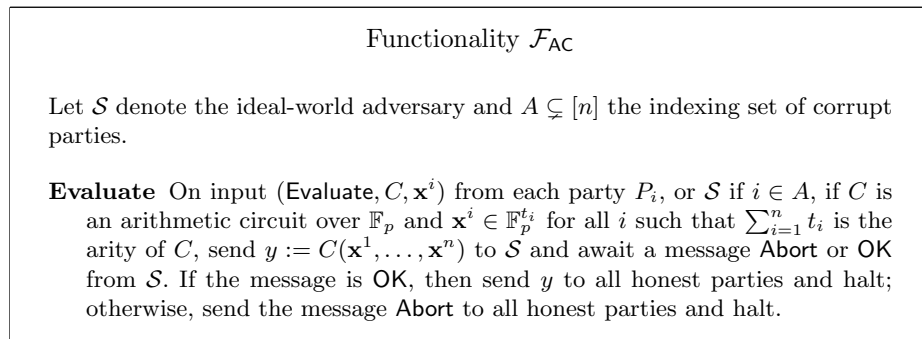 Functionality 𝓕_AC
Let 𝒮 denote the ideal-world adversary and A ⊊ [n] the indexing set of corrupt
parties.
Evaluate On input (Evaluate, C, 𝐱^i) from each party P_i, or 𝒮 if i ∈ A, if C is
an arithmetic circuit over 𝔽_p and 𝐱^i ∈ 𝔽_p^{t_i} for all i such that ∑_{i=1}^n t_i is the
arity of C, send y := C(𝐱^1, . . . , 𝐱^n) to 𝒮 and await a message Abort or OK
from 𝒮. If the message is OK, then send y to all honest parties and halt;
otherwise, send the message Abort to all honest parties and halt.